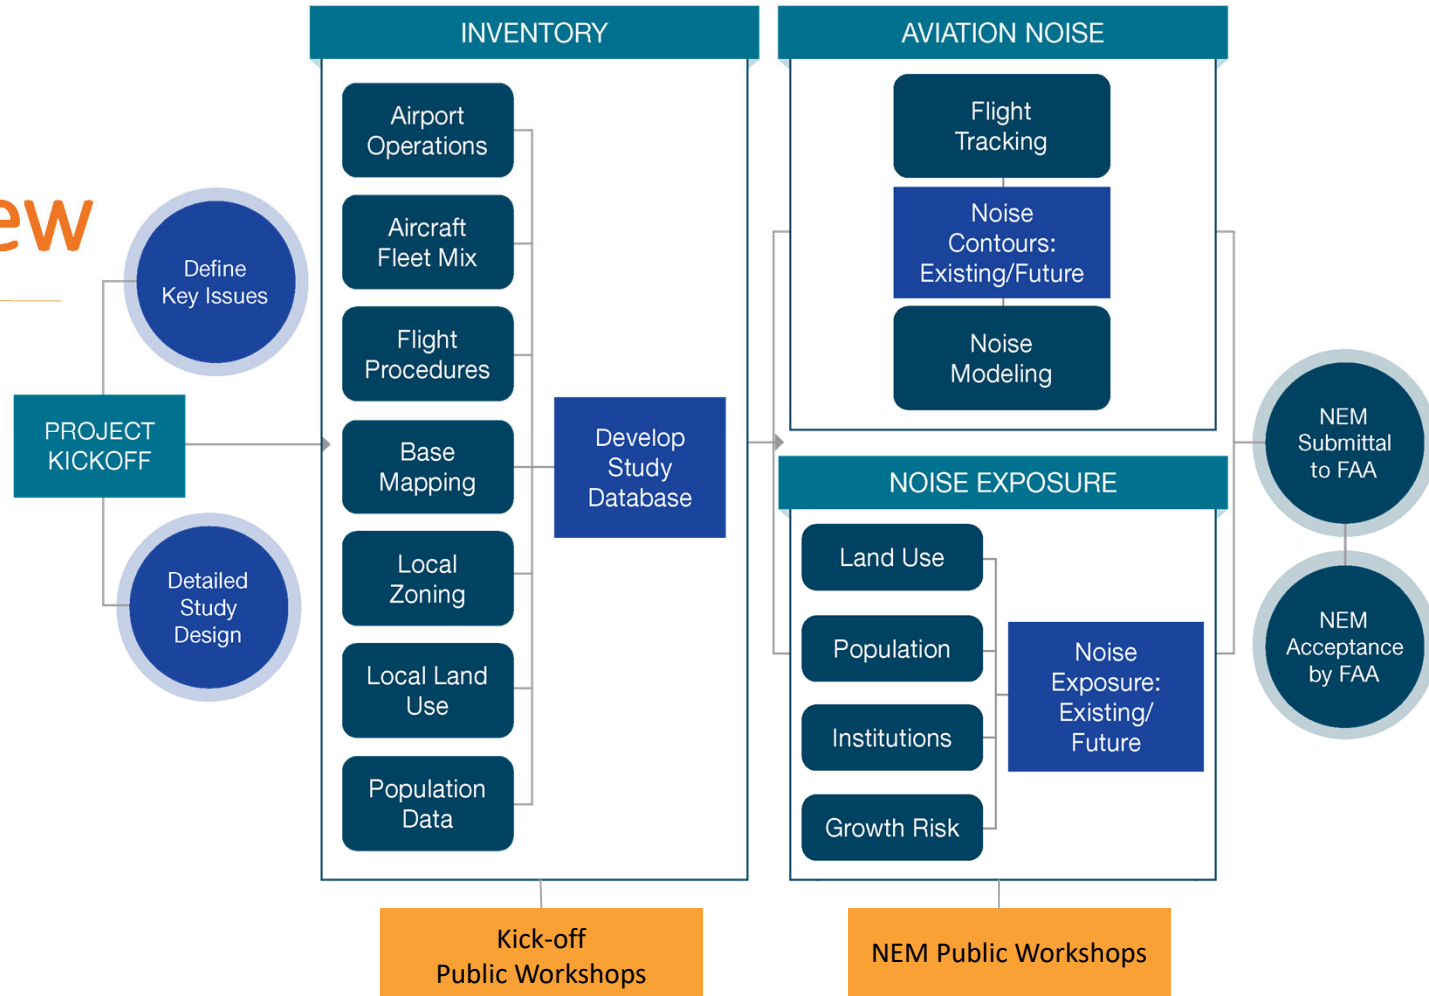 ew
PROJECT
KICKOFF
Define
Key Issues
Detailed
Study
Design
INVENTORY
Airport
Operations
Aircraft
Fleet Mix
Flight
Procedures
Base
Mapping
Local
Zoning
Local Land
Use
Population
Data
Develop
Study
Database
Kick-off
Public Workshops
AVIATION NOISE
Flight
Tracking
Noise
Contours:
Existing/Future
Noise
Modeling
NOISE EXPOSURE
Land Use
Population
Institutions
Growth Risk
Noise
Exposure:
Existing/
Future
NEM Public Workshops
NEM
Submittal
to FAA
NEM
Acceptance
by FAA